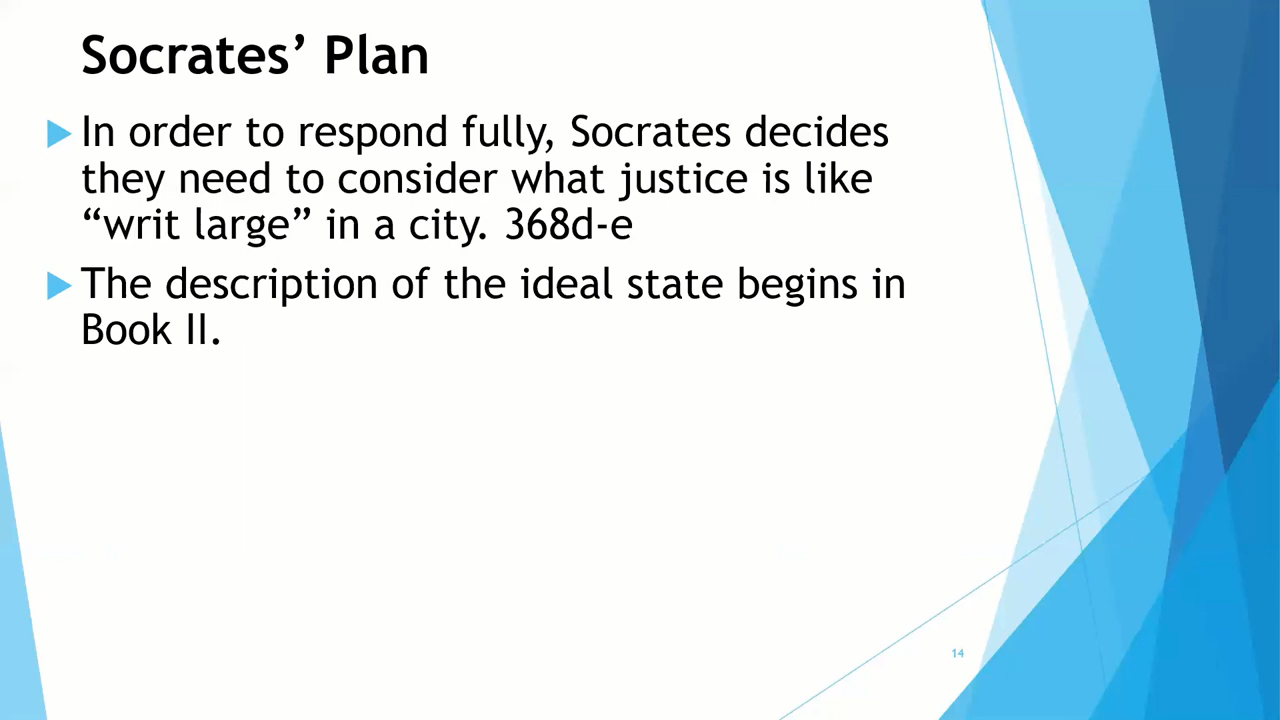 Socrates’ Plan
In order to respond fully, Socrates decides
they need to consider what justice is like
“writ large” in a city. 368d-e
The description of the ideal state begins in
Book II.
14